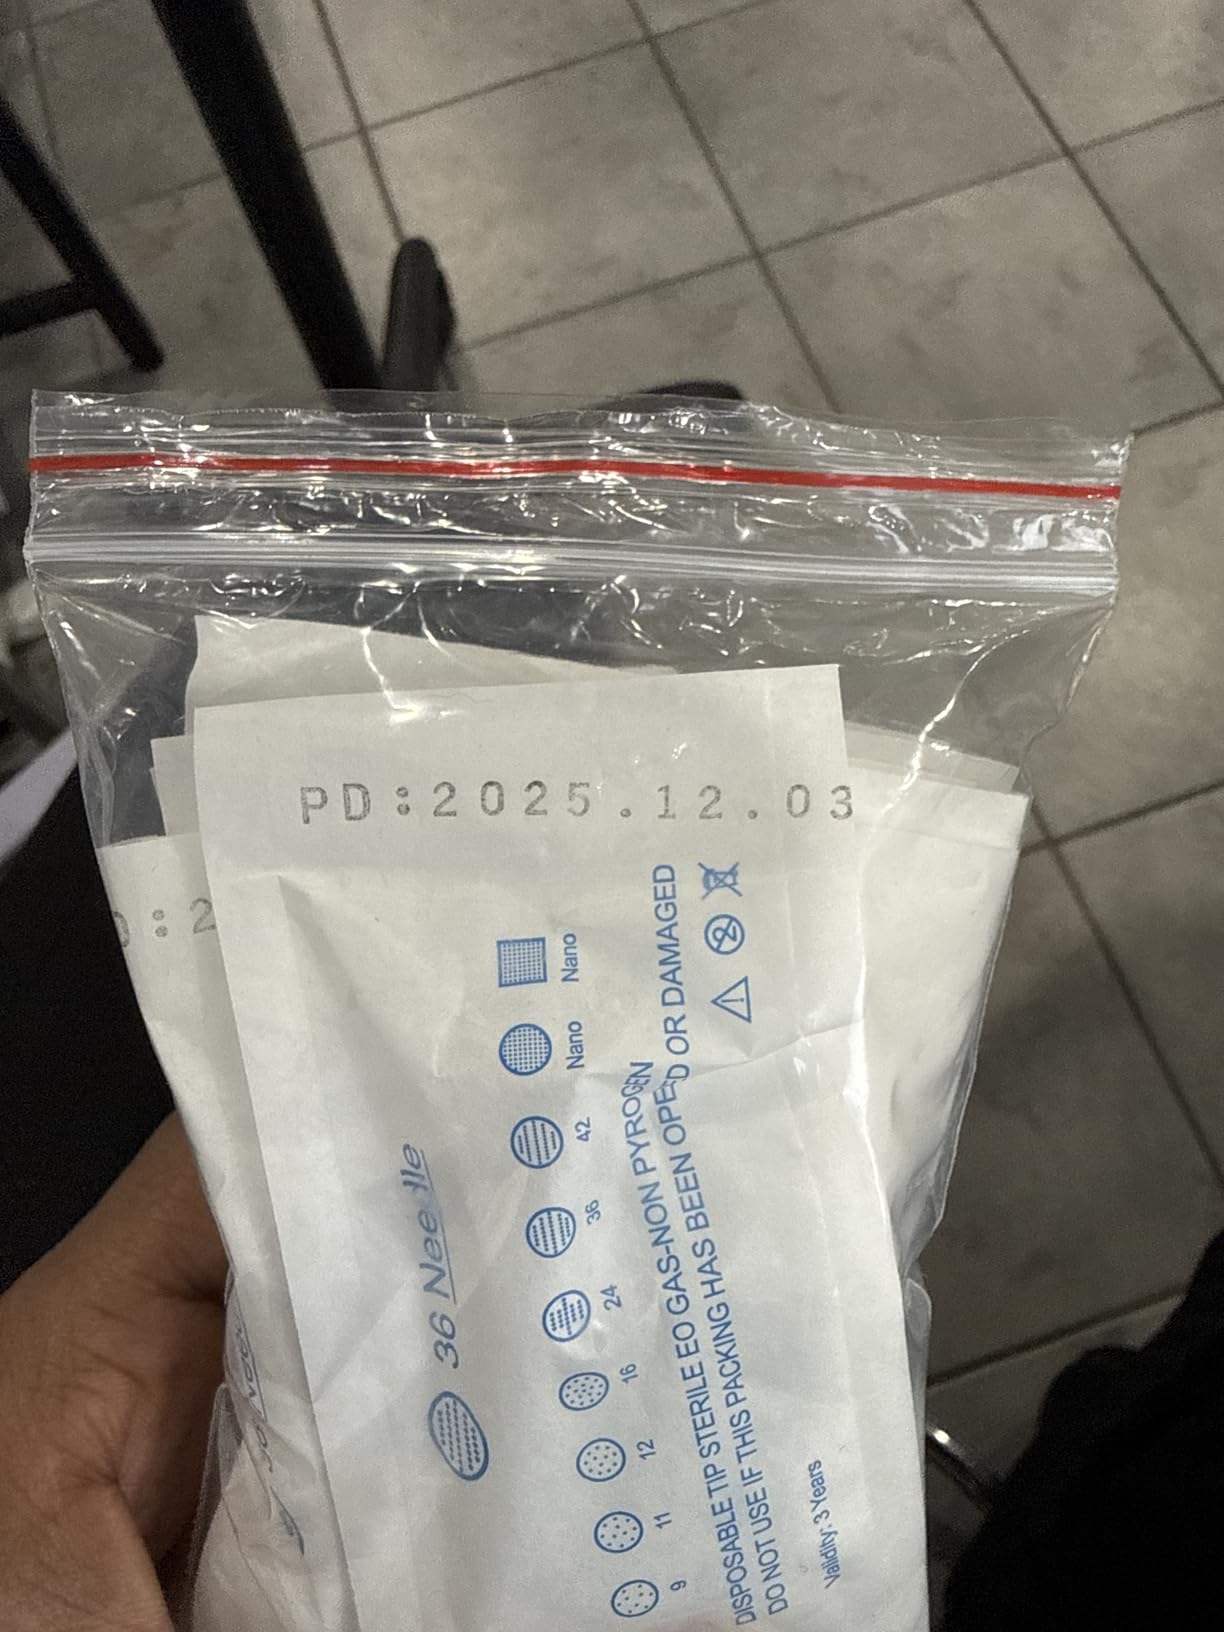 PD:2025.12.03
: 2
36 Needle
Nano
Nano
42
36
24
16
12
11
9
DISPOSABLE TIP STERILE EO GAS-NON PYROGEN
DO NOT USE IF THIS PACKING HAS BEEN OPED OR DAMAGED
Validity: 3 Years